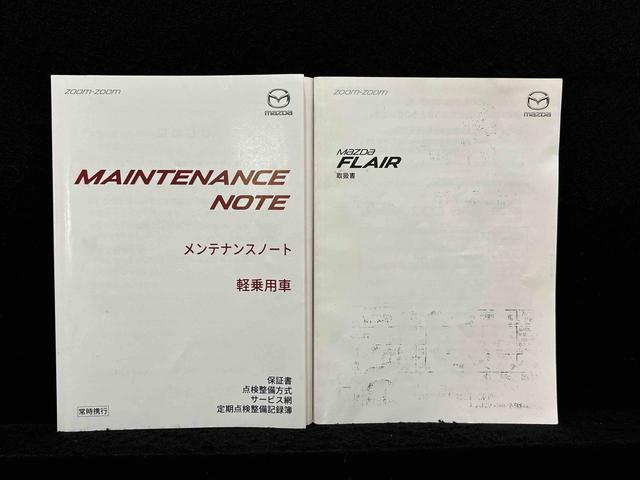 zoom-zoom
mazda
MAINTENANCE
NOTE
メンテナンスノート
軽乗用車
保証書
点検整備方式
サービス網
定期点検整備記録簿
常時携行
zoom-zoom
mazda
mazda
FLAIR
取扱書